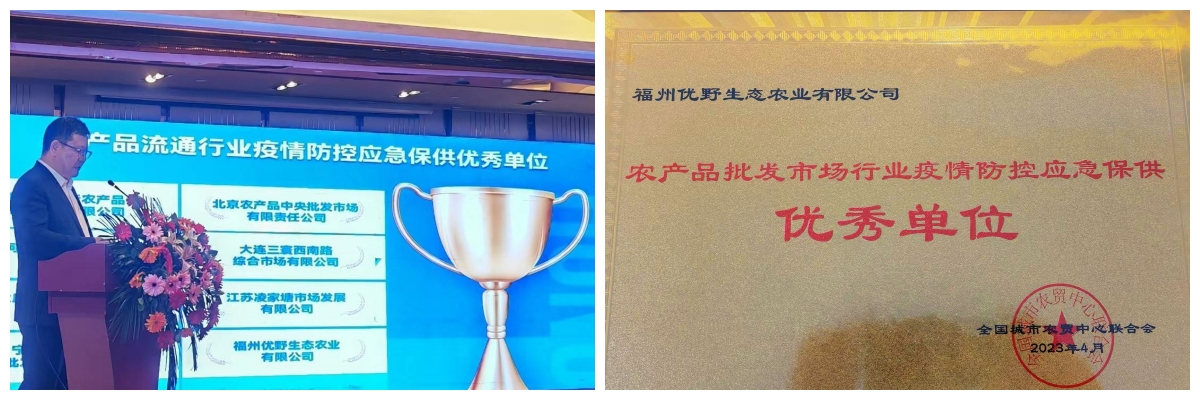 产品流通行业疫情防控应急保供优秀单位
农产品
限公司
北京农产品中央批发市场
有限责任公司
大连三寰西南路
综合市场有限公司
江苏凌家塘市场发展
有限公司
福州优野生态农业
有限公司
福州优野生态农业有限公司
农产品批发市场行业疫情防控应急保供
优秀单位
全国城市农贸中心联合会
2023年4月